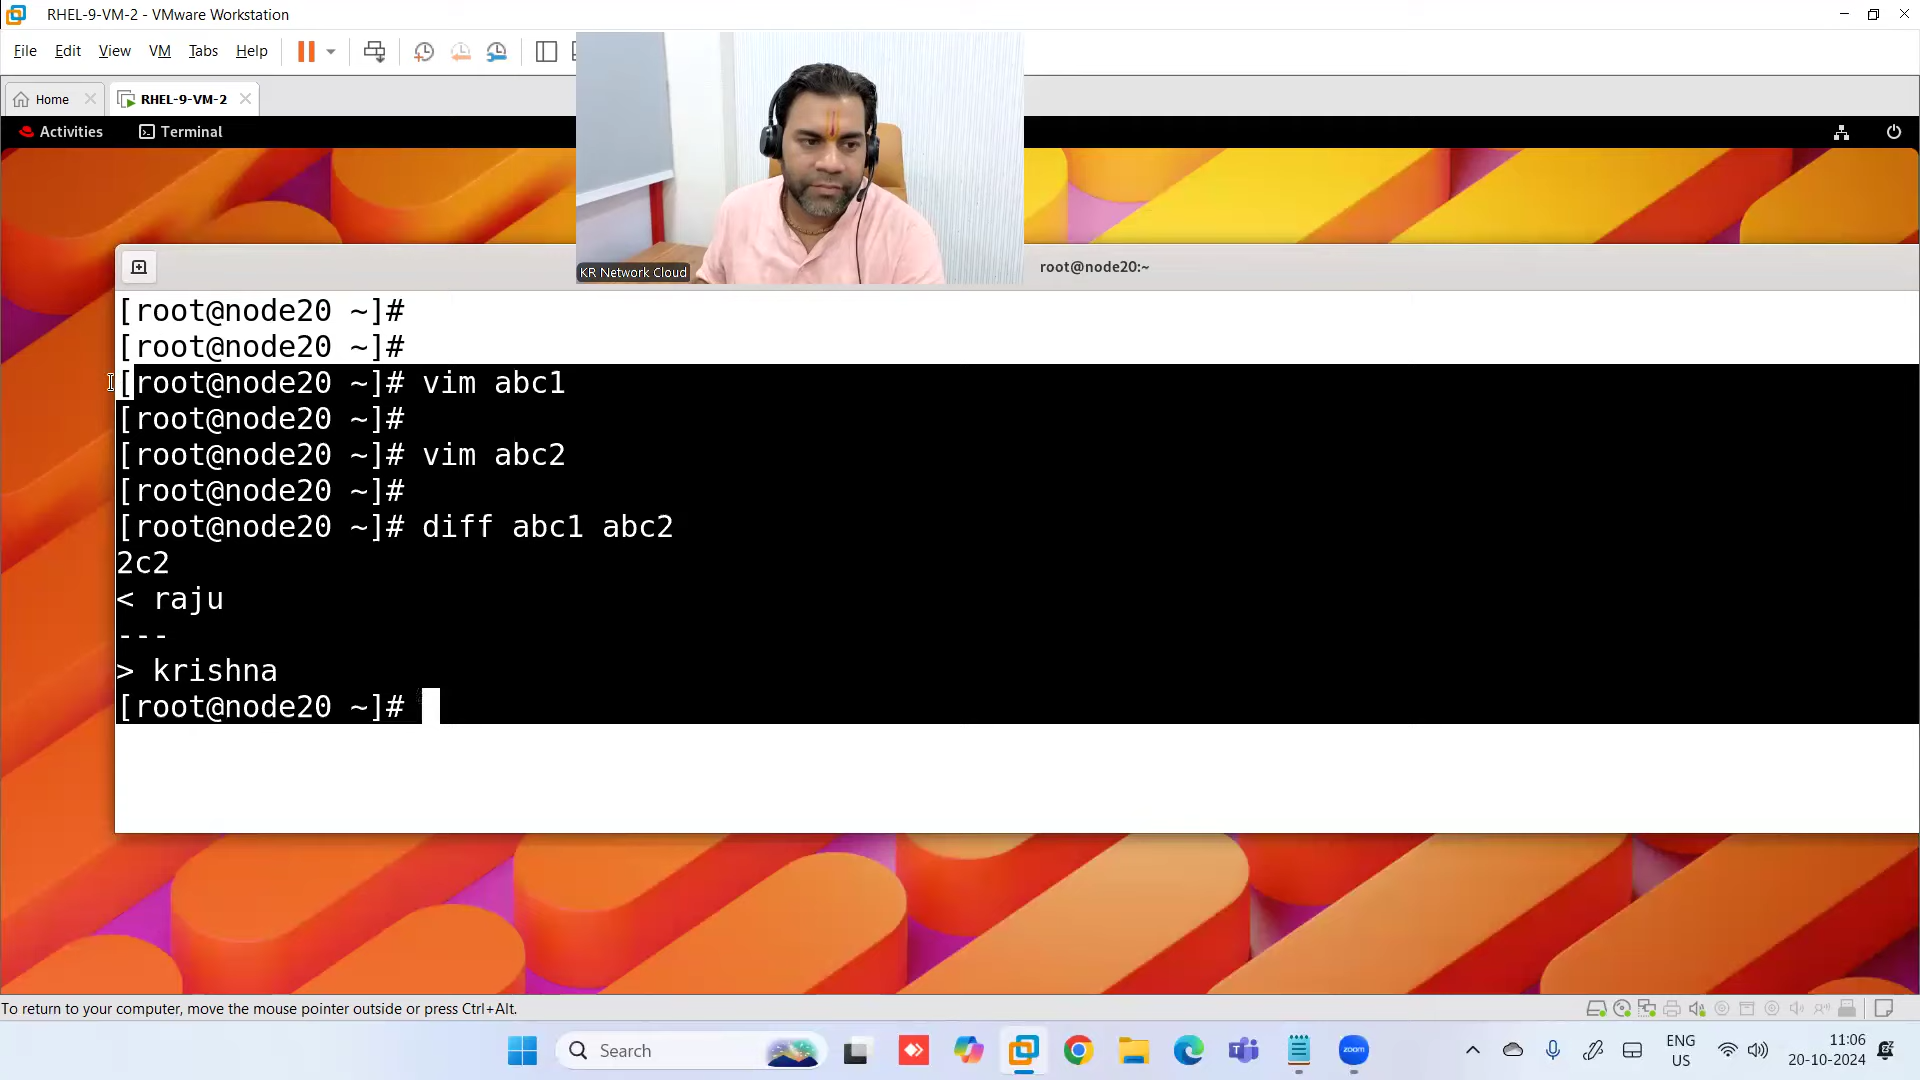 RHEL-9-VM-2 - VMware Workstation
File Edit View VM Tabs Help
Home RHEL-9-VM-2
Activities Terminal
KR Network Cloud
root@node20:~
[root@node20 ~]#
[root@node20 ~]#
[root@node20 ~]# vim abc1
[root@node20 ~]#
[root@node20 ~]# vim abc2
[root@node20 ~]#
[root@node20 ~]# diff abc1 abc2
2c2
< raju
---
> krishna
[root@node20 ~]#
To return to your computer, move the mouse pointer outside or press Ctrl+Alt.
Search
zoom
ENG
US
11:06
20-10-2024